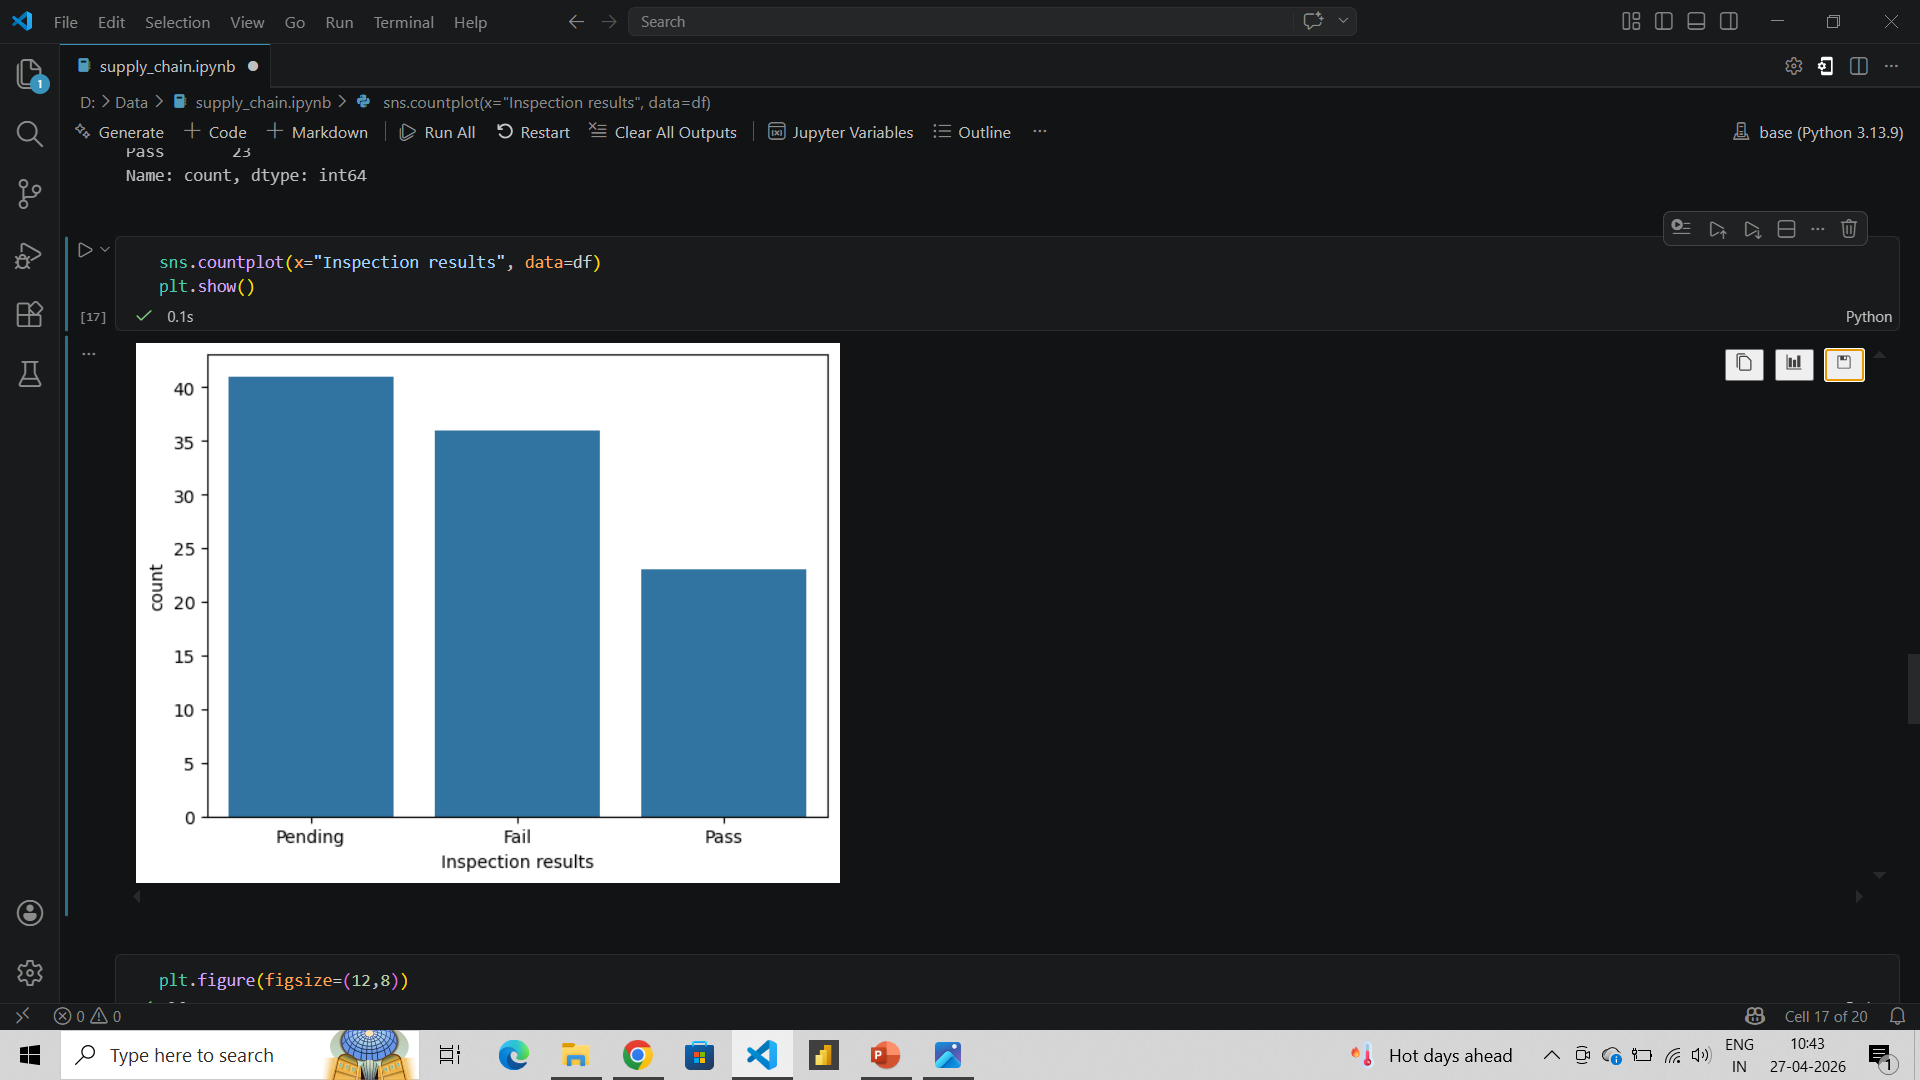 File Edit Selection View Go Run Terminal Help
Search
1
supply_chain.ipynb
D: > Data > supply_chain.ipynb > sns.countplot(x="Inspection results", data=df)
Generate + Code + Markdown Run All Restart Clear All Outputs Jupyter Variables Outline ... base (Python 3.13.9)
Pass 23
Name: count, dtype: int64
sns.countplot(x="Inspection results", data=df)
plt.show()
[17] 0.1s Python
...
40
35
30
25
20
15
10
5
0
count
Pending Fail Pass
Inspection results
plt.figure(figsize=(12,8))
0 0 Cell 17 of 20
Type here to search
Hot days ahead
ENG
IN
10:43
27-04-2026
1